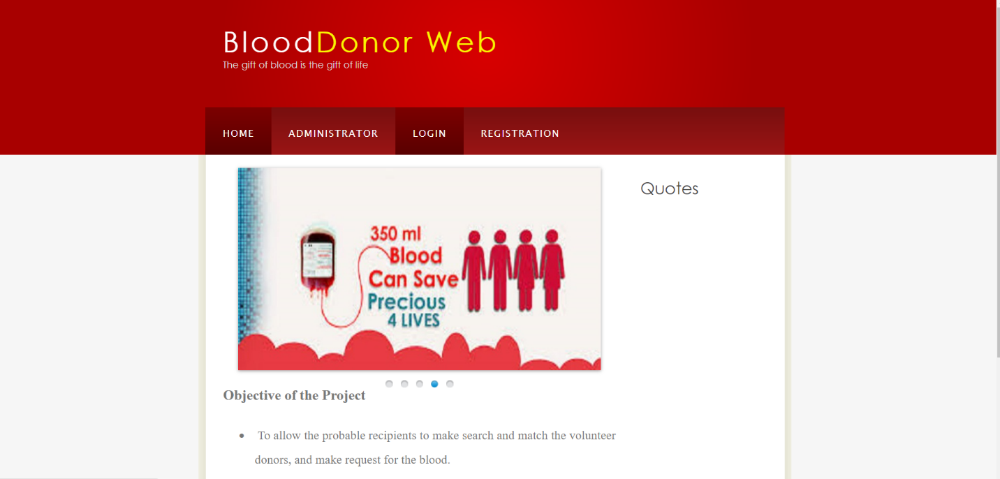 BloodDonor Web
The gift of blood is the gift of life
HOME ADMINISTRATOR LOGIN REGISTRATION
350 ml
Blood
Can Save
Precious
4 LIVES
Quotes
Objective of the Project
• To allow the probable recipients to make search and match the volunteer
donors, and make request for the blood.